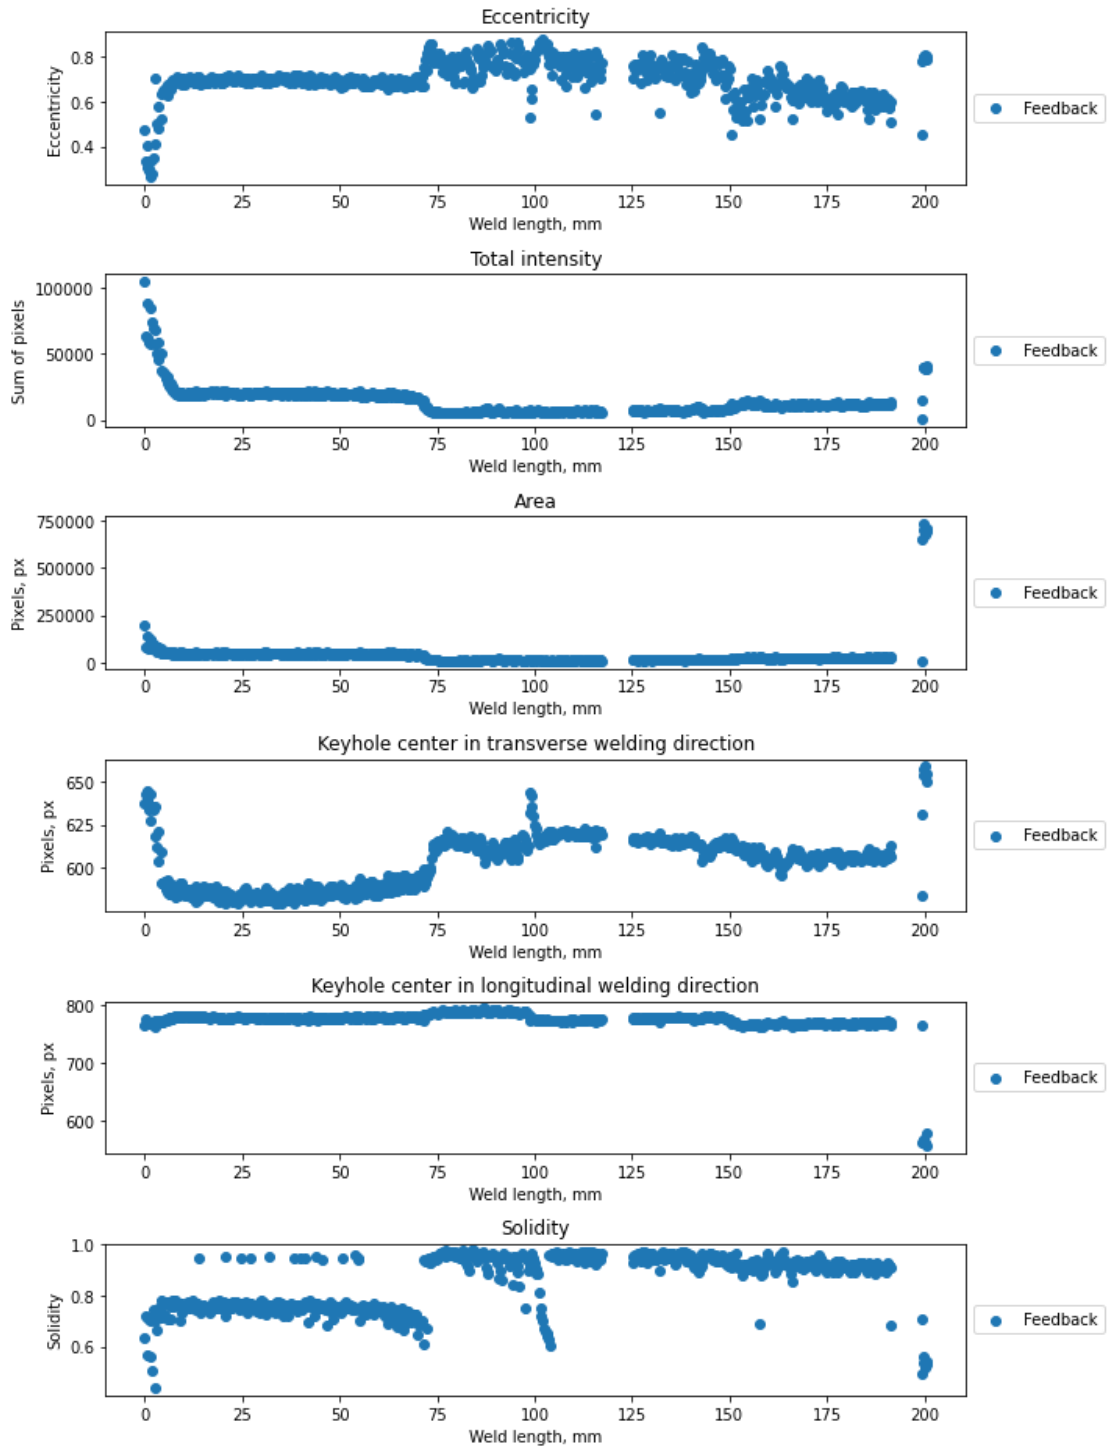 Eccentricity
0.8
0.6
0.4
Eccentricity
0 25 50 75 100 125 150 175 200
Weld length, mm
Feedback
Total intensity
100000
50000
0
Sum of pixels
0 25 50 75 100 125 150 175 200
Weld length, mm
Feedback
Area
750000
500000
250000
0
Pixels, px
0 25 50 75 100 125 150 175 200
Weld length, mm
Feedback
Keyhole center in transverse welding direction
650
625
600
Pixels, px
0 25 50 75 100 125 150 175 200
Weld length, mm
Feedback
Keyhole center in longitudinal welding direction
800
700
600
Pixels, px
0 25 50 75 100 125 150 175 200
Weld length, mm
Feedback
Solidity
1.0
0.8
0.6
Solidity
0 25 50 75 100 125 150 175 200
Weld length, mm
Feedback